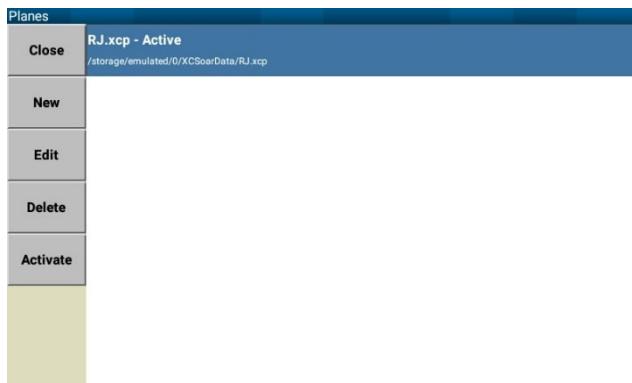 Planes
Close
RJ.xcp - Active
/storage/emulated/0/XCSoarData/RJ.xcp
New
Edit
Delete
Activate